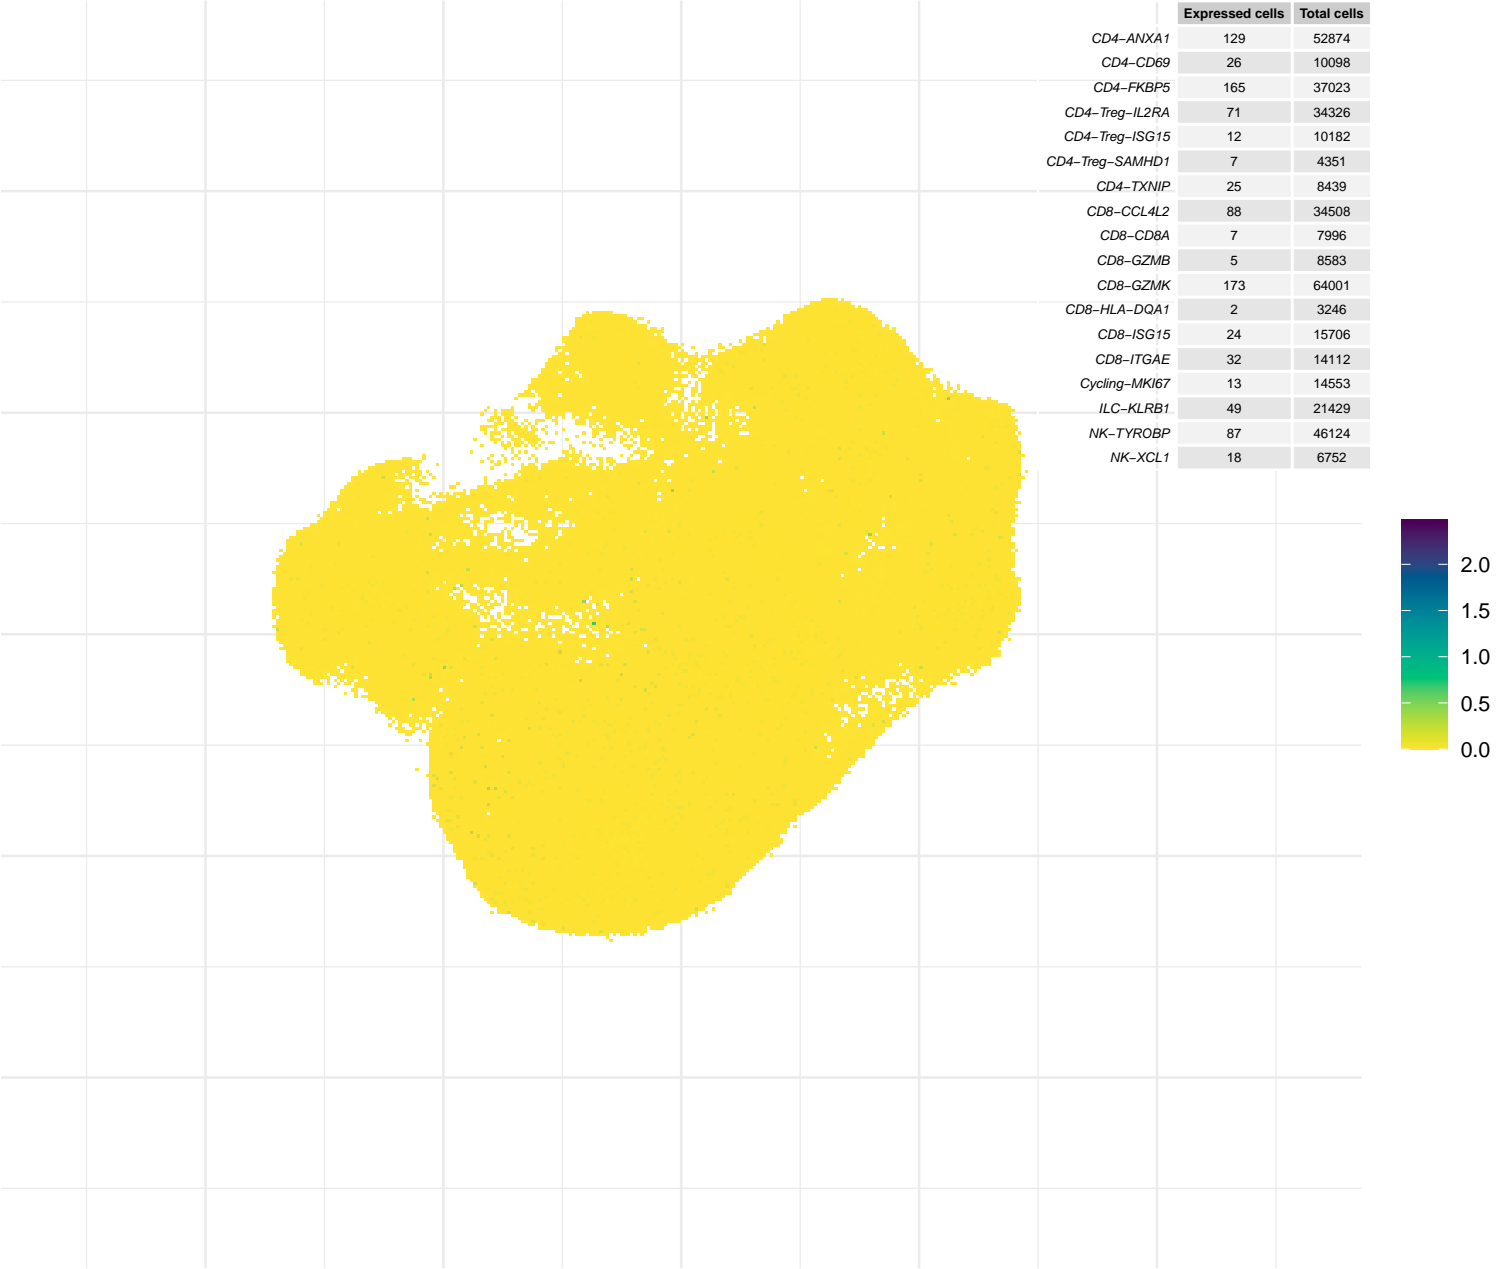 Expressed cells Total cells
CD4−ANXA1 129 52874
CD4−CD69 26 10098
CD4−FKBP5 165 37023
CD4−Treg−IL2RA 71 34326
CD4−Treg−ISG15 12 10182
CD4−Treg−SAMHD1 7 4351
CD4−TXNIP 25 8439
CD8−CCL4L2 88 34508
CD8−CD8A 7 7996
CD8−GZMB 5 8583
CD8−GZMK 173 64001
CD8−HLA−DQA1 2 3246
CD8−ISG15 24 15706
CD8−ITGAE 32 14112
Cycling−MKI67 13 14553
ILC−KLRB1 49 21429
NK−TYROBP 87 46124
NK−XCL1 18 6752
2.0
1.5
1.0
0.5
0.0